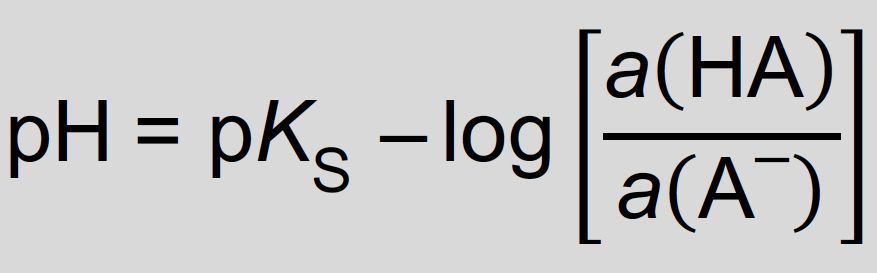 pH = pK_S – log [a(HA) / a(A⁻)]